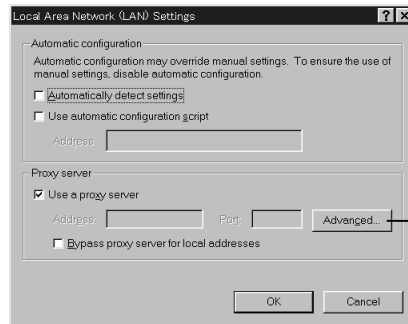 Local Area Network (LAN) Settings
Automatic configuration
Automatic configuration may override manual settings. To ensure the use of
manual settings, disable automatic configuration.
Automatically detect settings
Use automatic configuration script
Address
Proxy server
Use a proxy server
Address: Port: Advanced...
Bypass proxy server for local addresses
OK Cancel